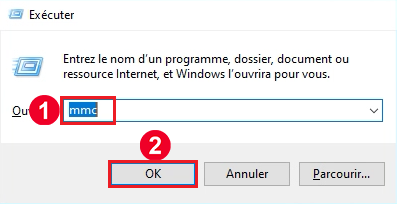 Exécuter
Entrez le nom d'un programme, dossier, document ou
ressource Internet, et Windows l'ouvrira pour vous.
Ou
1
mmc
2
OK
Annuler
Parcourir...